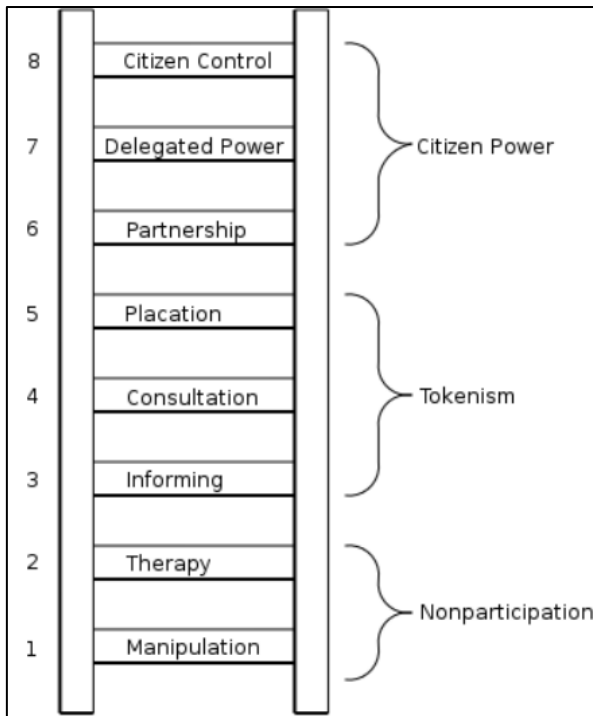 8 Citizen Control
7 Delegated Power Citizen Power
6 Partnership
5 Placation
4 Consultation Tokenism
3 Informing
2 Therapy
Nonparticipation
1 Manipulation